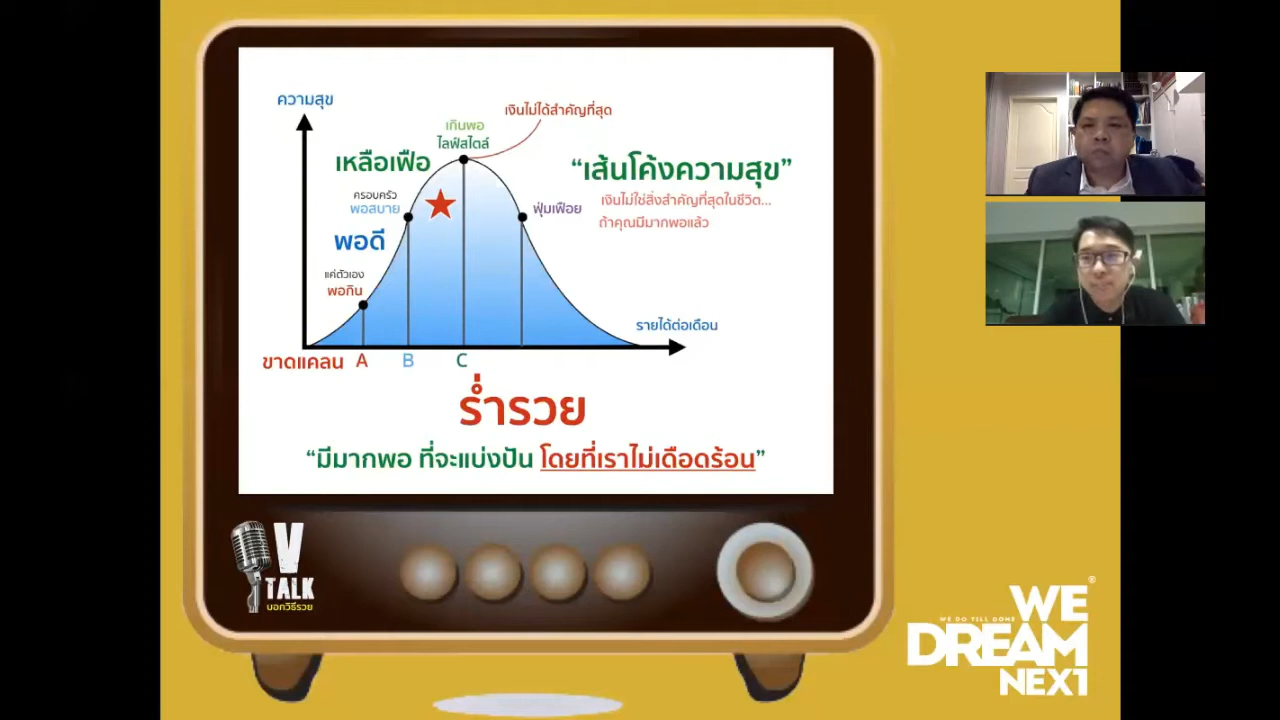 ความสุข
เงินไม่ได้สำคัญที่สุด
เกินพอ
ไลฟ์สไตล์
เหลือเฟือ
“เส้นโค้งความสุข”
ครอบครัว
พอสบาย
เงินไม่ใช่สิ่งสำคัญที่สุดในชีวิต...
ถ้าคุณมีมากพอแล้ว
ฟุ่มเฟือย
พอดี
แค่ตัวเอง
พอกิน
รายได้ต่อเดือน
ขาดแคลน A B C
ร่ำรวย
“มีมากพอ ที่จะแบ่งปัน โดยที่เราไม่เดือดร้อน”
V
TALK
บอกวิธีรวย
WE
WE DO TILL DONE
DREAM
NEX1